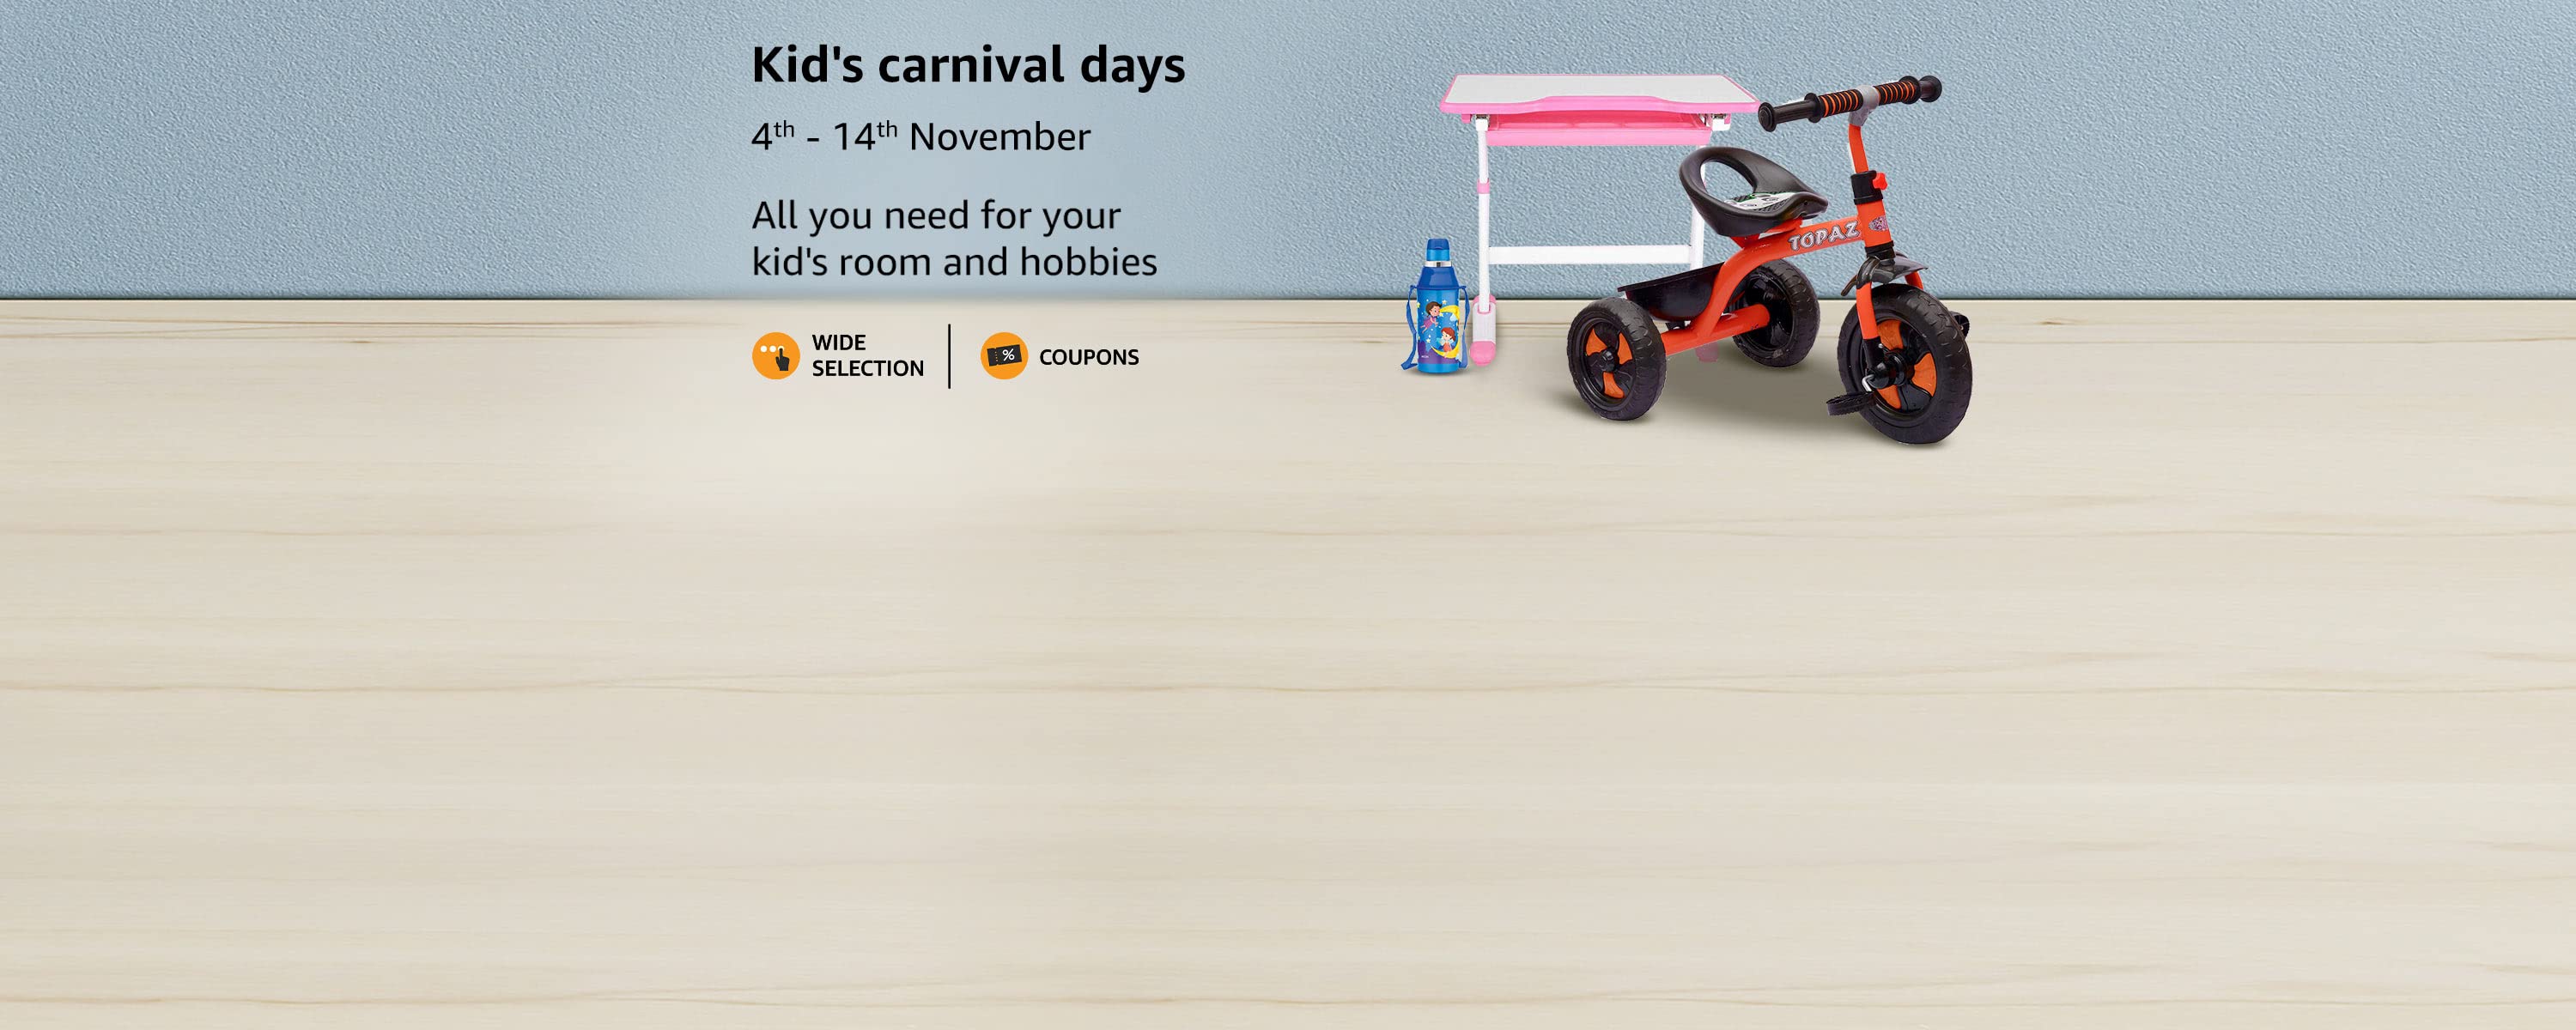 Kid's carnival days
4th - 14th November
All you need for your
kid's room and hobbies
WIDE
SELECTION
% COUPONS
TOPAZ